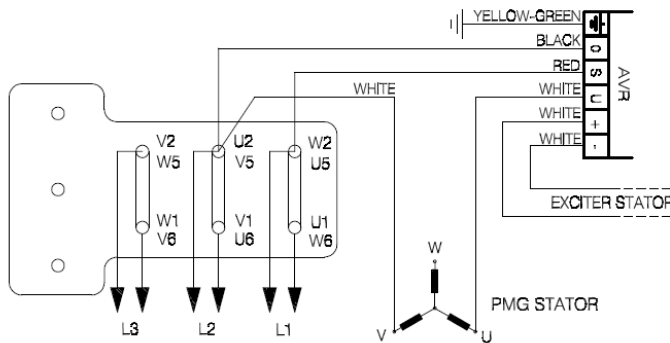 YELLOW-GREEN
BLACK
RED
WHITE
WHITE
WHITE
WHITE
0
S
U
+
-
AVR
EXCITER STATOR
V2
W5
U2
V5
W2
U5
W1
V6
V1
U6
U1
W6
L3
L2
L1
W
V
U
PMG STATOR